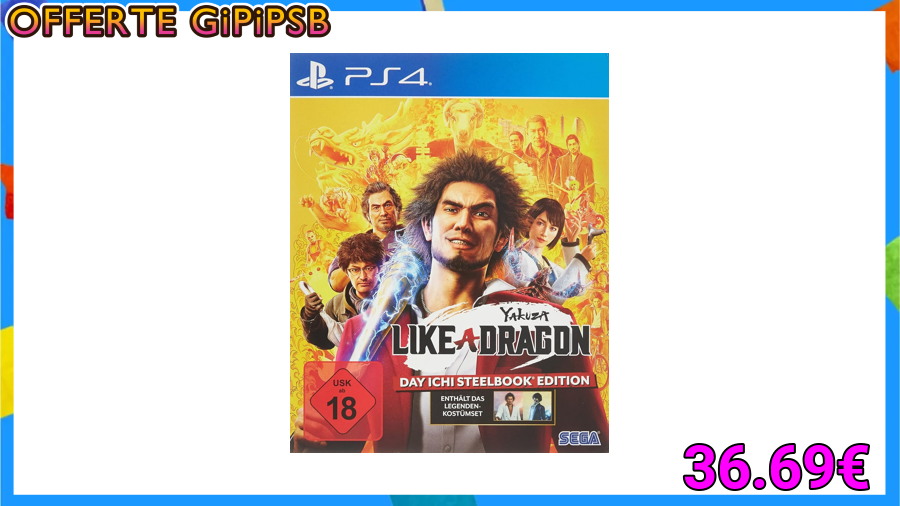 OFFERTE GiPiPSB
PS4
YAKUZA
LIKE A DRAGON
DAY ICHI STEELBOOK® EDITION
ENTHÄLT DAS
LEGENDEN-
KOSTÜMSET
USK
ab
18
SEGA
36.69€